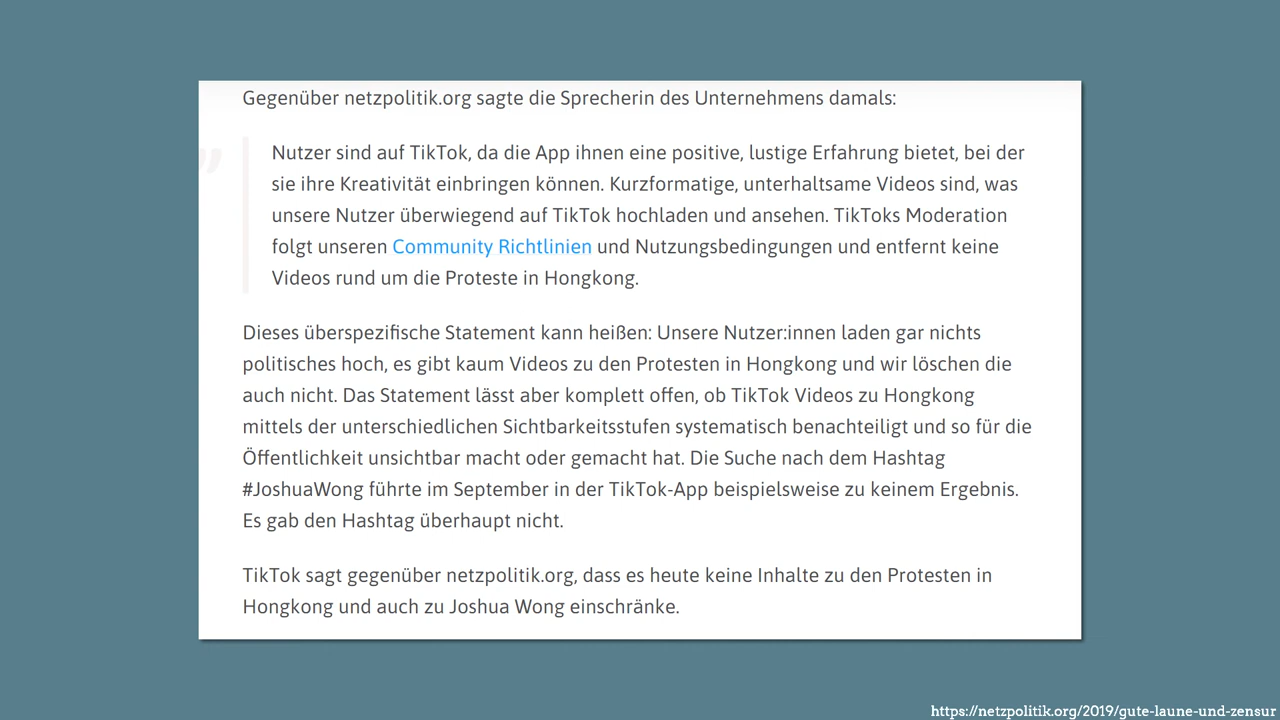 Gegenüber netzpolitik.org sagte die Sprecherin des Unternehmens damals:
Nutzer sind auf TikTok, da die App ihnen eine positive, lustige Erfahrung bietet, bei der
sie ihre Kreativität einbringen können. Kurzformatige, unterhaltsame Videos sind, was
unsere Nutzer überwiegend auf TikTok hochladen und ansehen. TikToks Moderation
folgt unseren Community Richtlinien und Nutzungsbedingungen und entfernt keine
Videos rund um die Proteste in Hongkong.
Dieses überspezifische Statement kann heißen: Unsere Nutzer:innen laden gar nichts
politisches hoch, es gibt kaum Videos zu den Protesten in Hongkong und wir löschen die
auch nicht. Das Statement lässt aber komplett offen, ob TikTok Videos zu Hongkong
mittels der unterschiedlichen Sichtbarkeitsstufen systematisch benachteiligt und so für die
Öffentlichkeit unsichtbar macht oder gemacht hat. Die Suche nach dem Hashtag
#JoshuaWong führte im September in der TikTok-App beispielsweise zu keinem Ergebnis.
Es gab den Hashtag überhaupt nicht.
TikTok sagt gegenüber netzpolitik.org, dass es heute keine Inhalte zu den Protesten in
Hongkong und auch zu Joshua Wong einschränke.
https://netzpolitik.org/2019/gute-laune-und-zensur